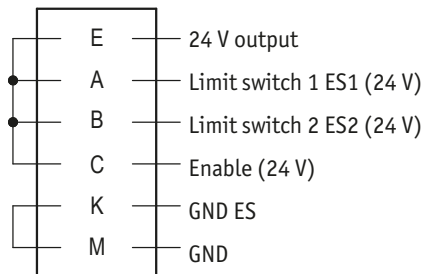 E 24 V output
A Limit switch 1 ES1 (24 V)
B Limit switch 2 ES2 (24 V)
C Enable (24 V)
K GND ES
M GND